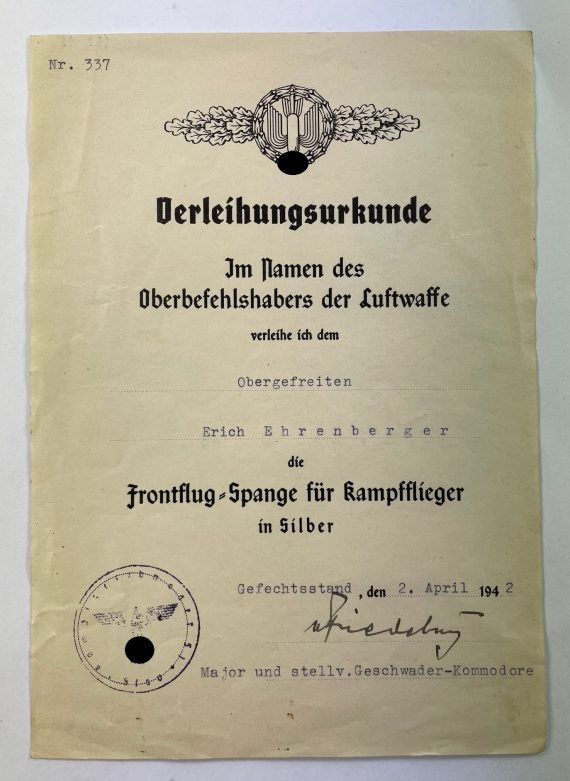 Nr. 337
Verleihungsurkunde
Im Namen des
Oberbefehlshabers der Luftwaffe
verleihe ich dem
Obergefreiten
Erich Ehrenberger
die
Frontflug-Spange für Kampfflieger
in Silber
Gefechtsstand, den 2. April 1942
Major und stellv.Geschwader-Kommodore